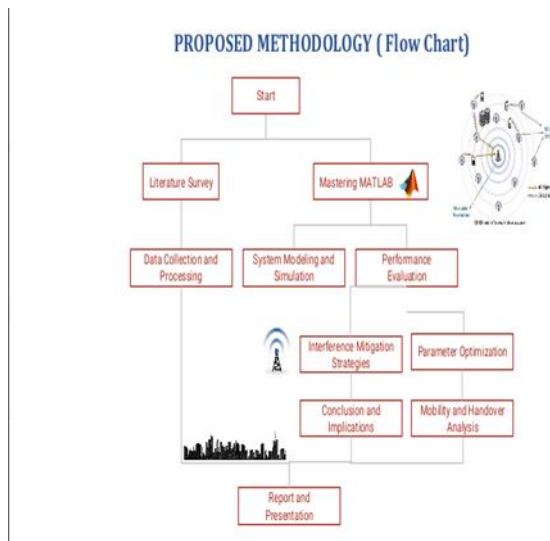 PROPOSED METHODOLOGY ( Flow Chart)
Start
Literature Survey
Mastering MATLAB
Data Collection and
Processing
System Modeling and
Simulation
Performance
Evaluation
Interference Mitigation
Strategies
Parameter Optimization
Conclusion and
Implications
Mobility and Handover
Analysis
Report and
Presentation